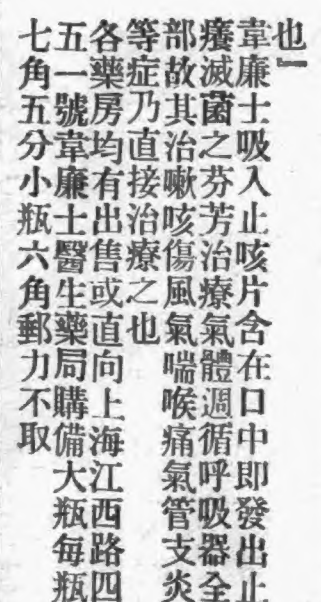 也』
韋廉士吸入止咳片含在口中卽發出止
癢滅菌之芬芳治療氣體週循呼吸器全
部故其治嗽咳傷風氣喘喉痛氣管支炎
等症乃直接治療之也
各藥房均有出售或直向上海江西路四
五一號韋廉士醫生藥局購備大瓶每瓶
七角五分小瓶六角郵力不取